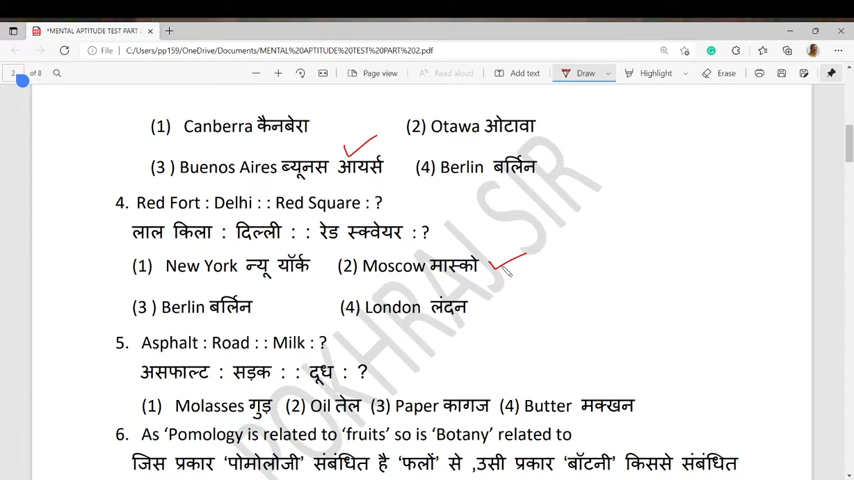 *MENTAL APTITUDE TEST PART 2
File | C:/Users/pp159/OneDrive/Documents/MENTAL%20APTITUDE%20TEST%20PART%202.pdf
2 of 8 Page view Read aloud Add text Draw Highlight Erase
(1) Canberra कैनबेरा (2) Otawa ओटावा
(3 ) Buenos Aires ब्यूनस आयर्स (4) Berlin बर्लिन
4. Red Fort : Delhi : : Red Square : ?
लाल किला : दिल्ली : : रेड स्क्वेयर : ?
(1) New York न्यू यॉर्क (2) Moscow मास्को
(3 ) Berlin बर्लिन (4) London लंदन
5. Asphalt : Road : : Milk : ?
असफाल्ट : सड़क : : दूध : ?
(1) Molasses गुड़ (2) Oil तेल (3) Paper कागज (4) Butter मक्खन
6. As ‘Pomology is related to ‘fruits’ so is ‘Botany’ related to
जिस प्रकार ‘पोमोलोजी’ संबंधित है ‘फलों’ से ,उसी प्रकार ‘बॉटनी’ किससे संबंधित
POKHRAJ SIR